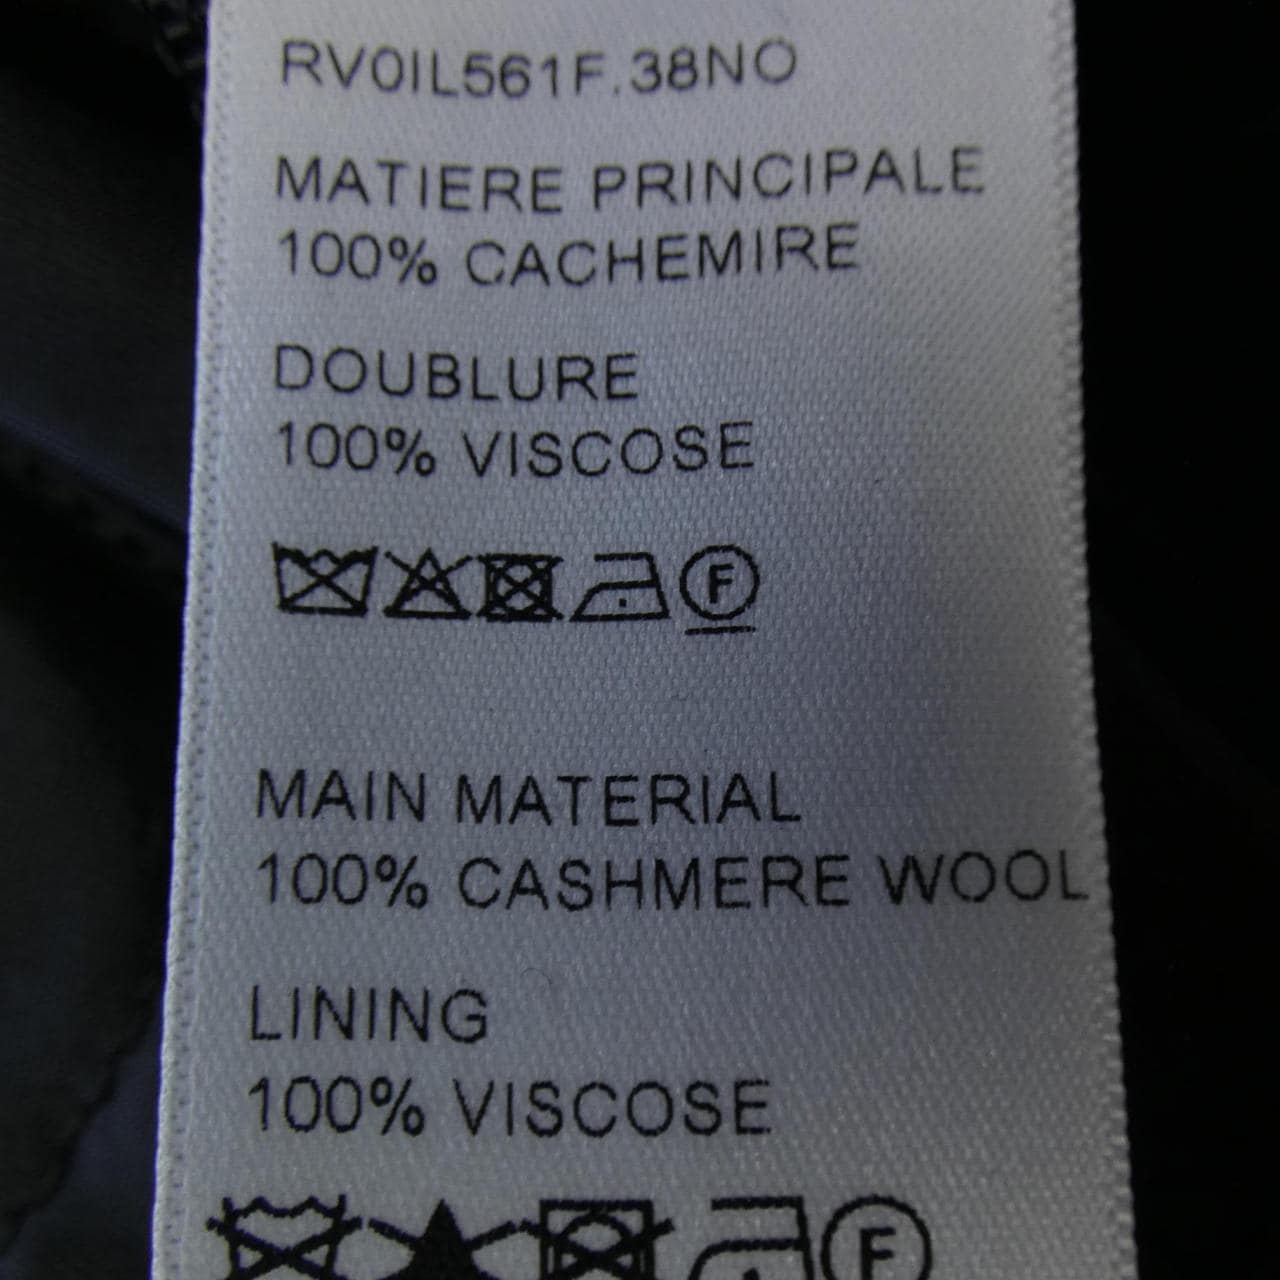 RV0IL561F.38NO
MATIERE PRINCIPALE
100% CACHEMIRE
DOUBLURE
100% VISCOSE
F
MAIN MATERIAL
100% CASHMERE WOOL
LINING
100% VISCOSE
F